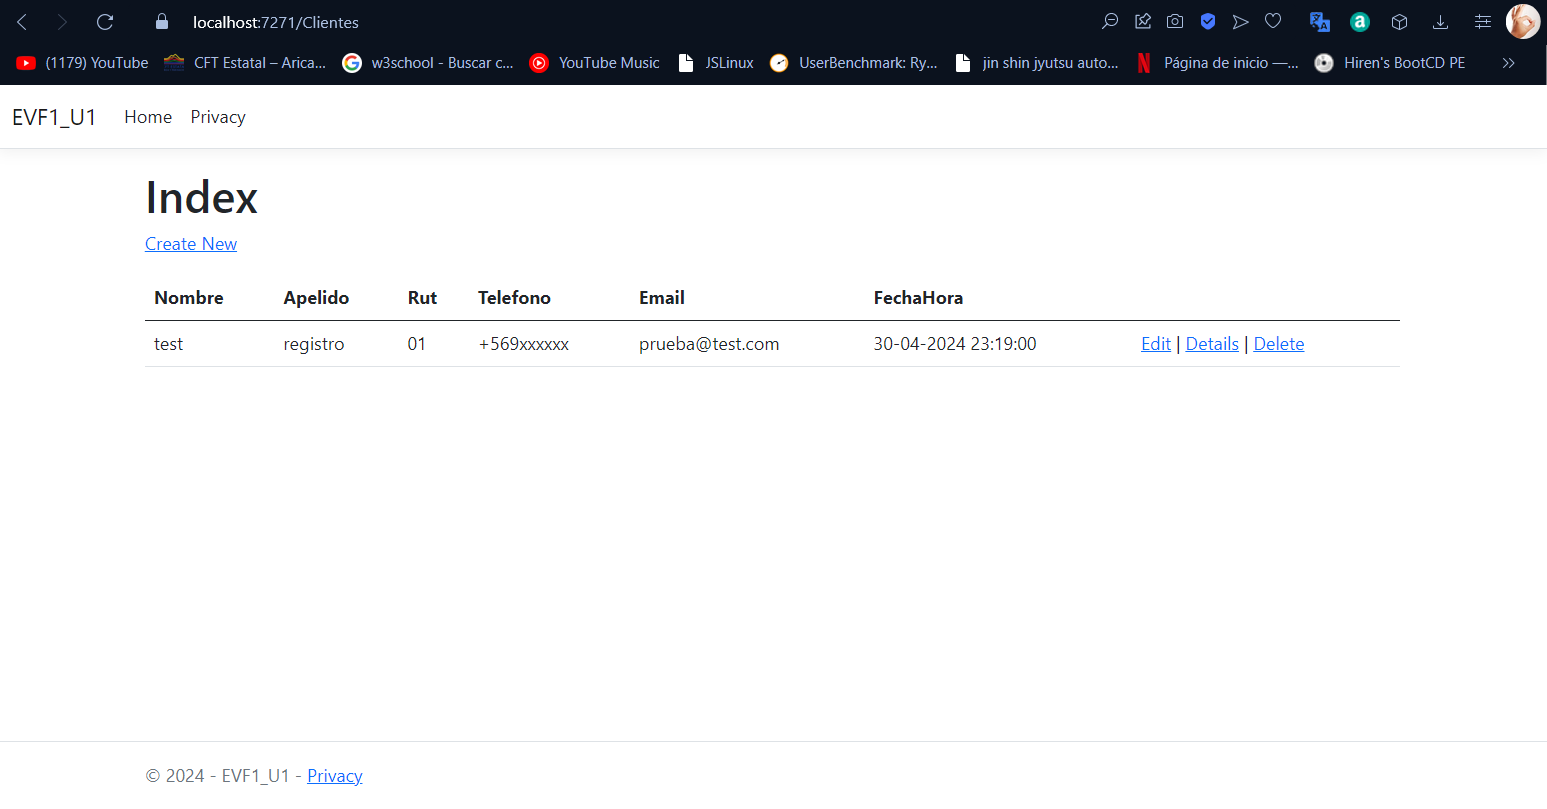 localhost:7271/Clientes
(1179) YouTube CFT Estatal – Arica... w3school - Buscar c... YouTube Music JSLinux UserBenchmark: Ry... jin shin jyutsu auto... Página de inicio —... Hiren's BootCD PE
EVF1_U1 Home Privacy
Index
Create New
Nombre Apelido Rut Telefono Email FechaHora
test registro 01 +569xxxxxx prueba@test.com 30-04-2024 23:19:00 Edit | Details | Delete
© 2024 - EVF1_U1 - Privacy